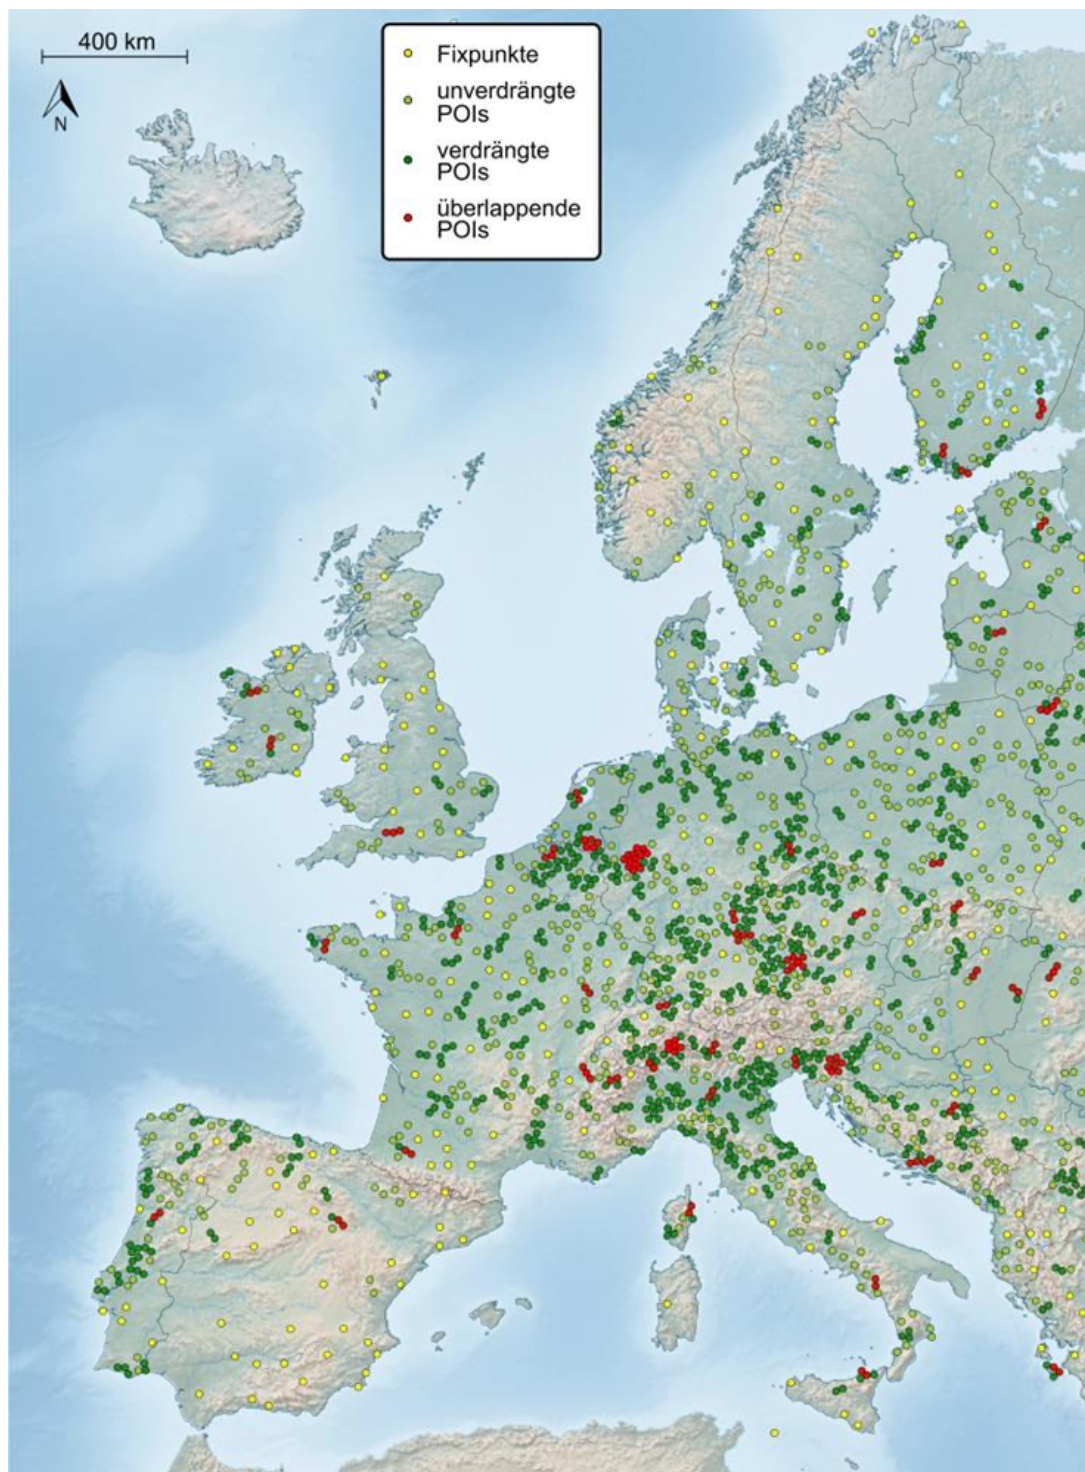 400 km
N
Fixpunkte
unverdrängte
POIs
verdrängte
POIs
überlappende
POIs